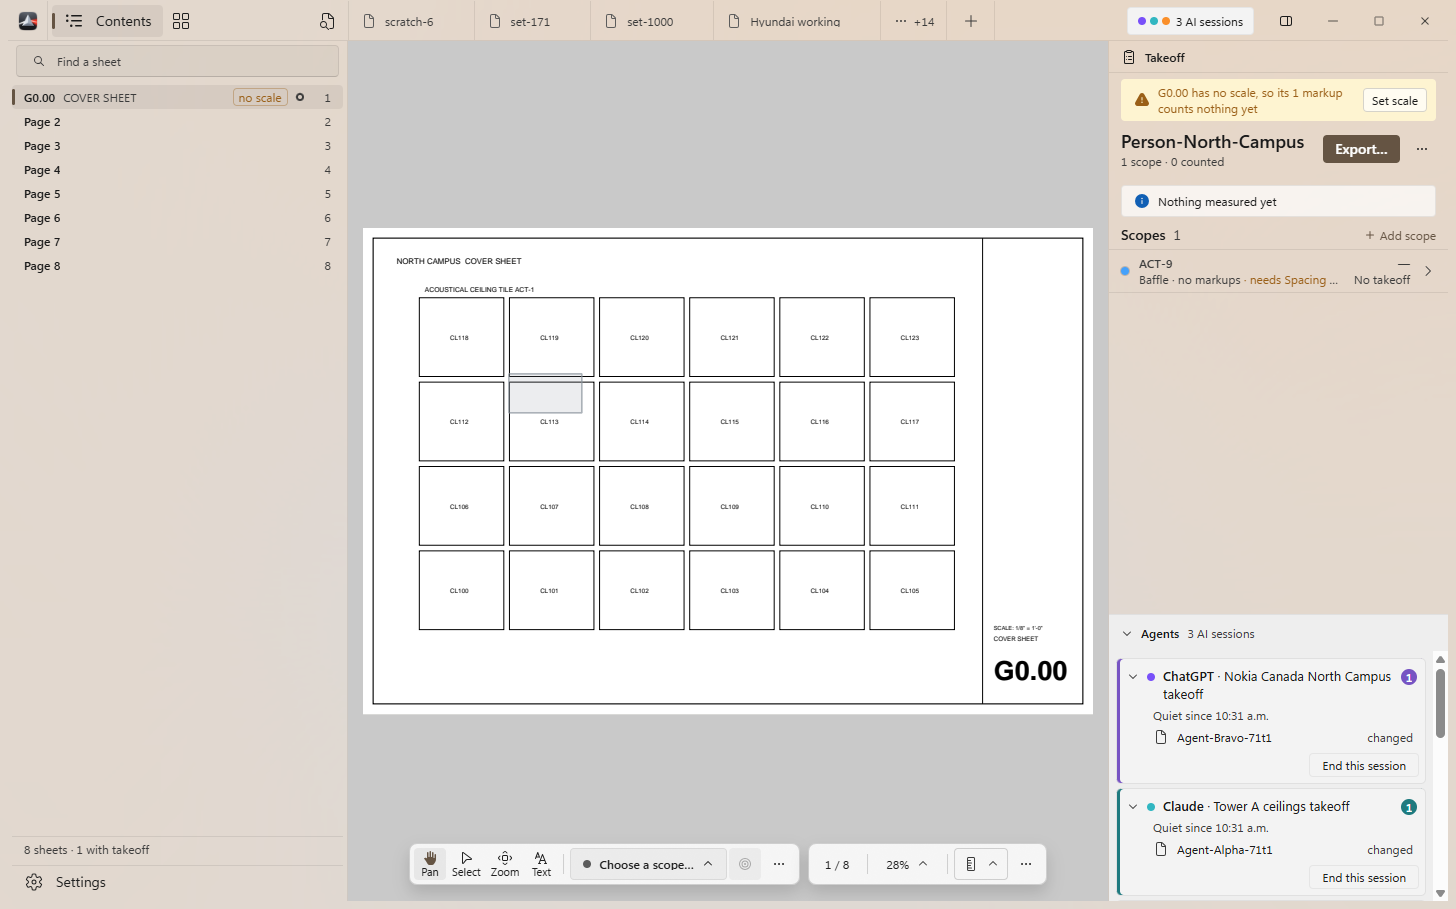 Contents
scratch-6
set-171
set-1000
Hyundai working
··· +14
3 AI sessions
Find a sheet
G0.00 COVER SHEET no scale 1
Page 2 2
Page 3 3
Page 4 4
Page 5 5
Page 6 6
Page 7 7
Page 8 8
8 sheets · 1 with takeoff
Settings
NORTH CAMPUS COVER SHEET
ACOUSTICAL CEILING TILE ACT-1
CL118 CL119 CL120 CL121 CL122 CL123
CL112 CL113 CL114 CL115 CL116 CL117
CL106 CL107 CL108 CL109 CL110 CL111
CL100 CL101 CL102 CL103 CL104 CL105
SCALE: 1/8" = 1'-0"
COVER SHEET
G0.00
Pan
Select
Zoom
Text
Choose a scope...
1 / 8
28%
Takeoff
G0.00 has no scale, so its 1 markup
counts nothing yet
Set scale
Person-North-Campus
1 scope · 0 counted
Export...
Nothing measured yet
Scopes 1
+ Add scope
ACT-9 —
Baffle · no markups · needs Spacing ... No takeoff
Agents 3 AI sessions
ChatGPT · Nokia Canada North Campus 1
takeoff
Quiet since 10:31 a.m.
Agent-Bravo-71t1 changed
End this session
Claude · Tower A ceilings takeoff 1
Quiet since 10:31 a.m.
Agent-Alpha-71t1 changed
End this session